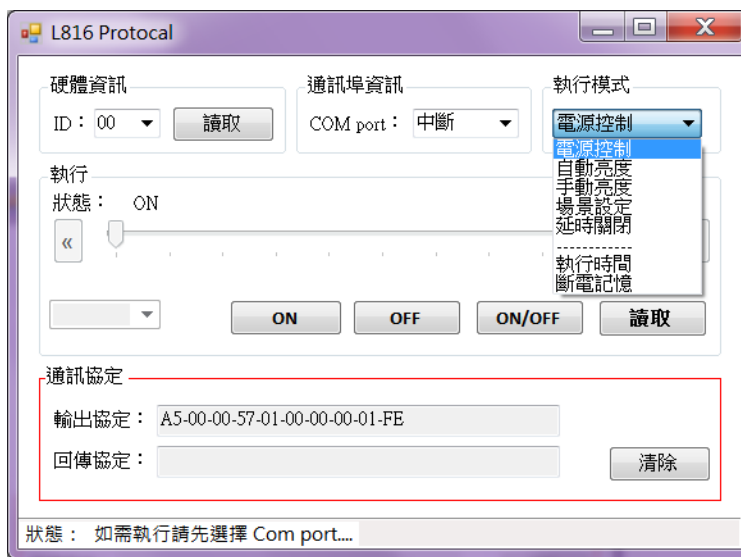 L816 Protocal
硬體資訊
ID： 00
讀取
通訊埠資訊
COM port： 中斷
執行模式
電源控制
電源控制
自動亮度
手動亮度
場景設定
延時關閉
-----------
執行時間
斷電記憶
執行
狀態： ON
«
ON
OFF
ON/OFF
讀取
通訊協定
輸出協定： A5-00-00-57-01-00-00-00-01-FE
回傳協定：
清除
狀態： 如需執行請先選擇 Com port....